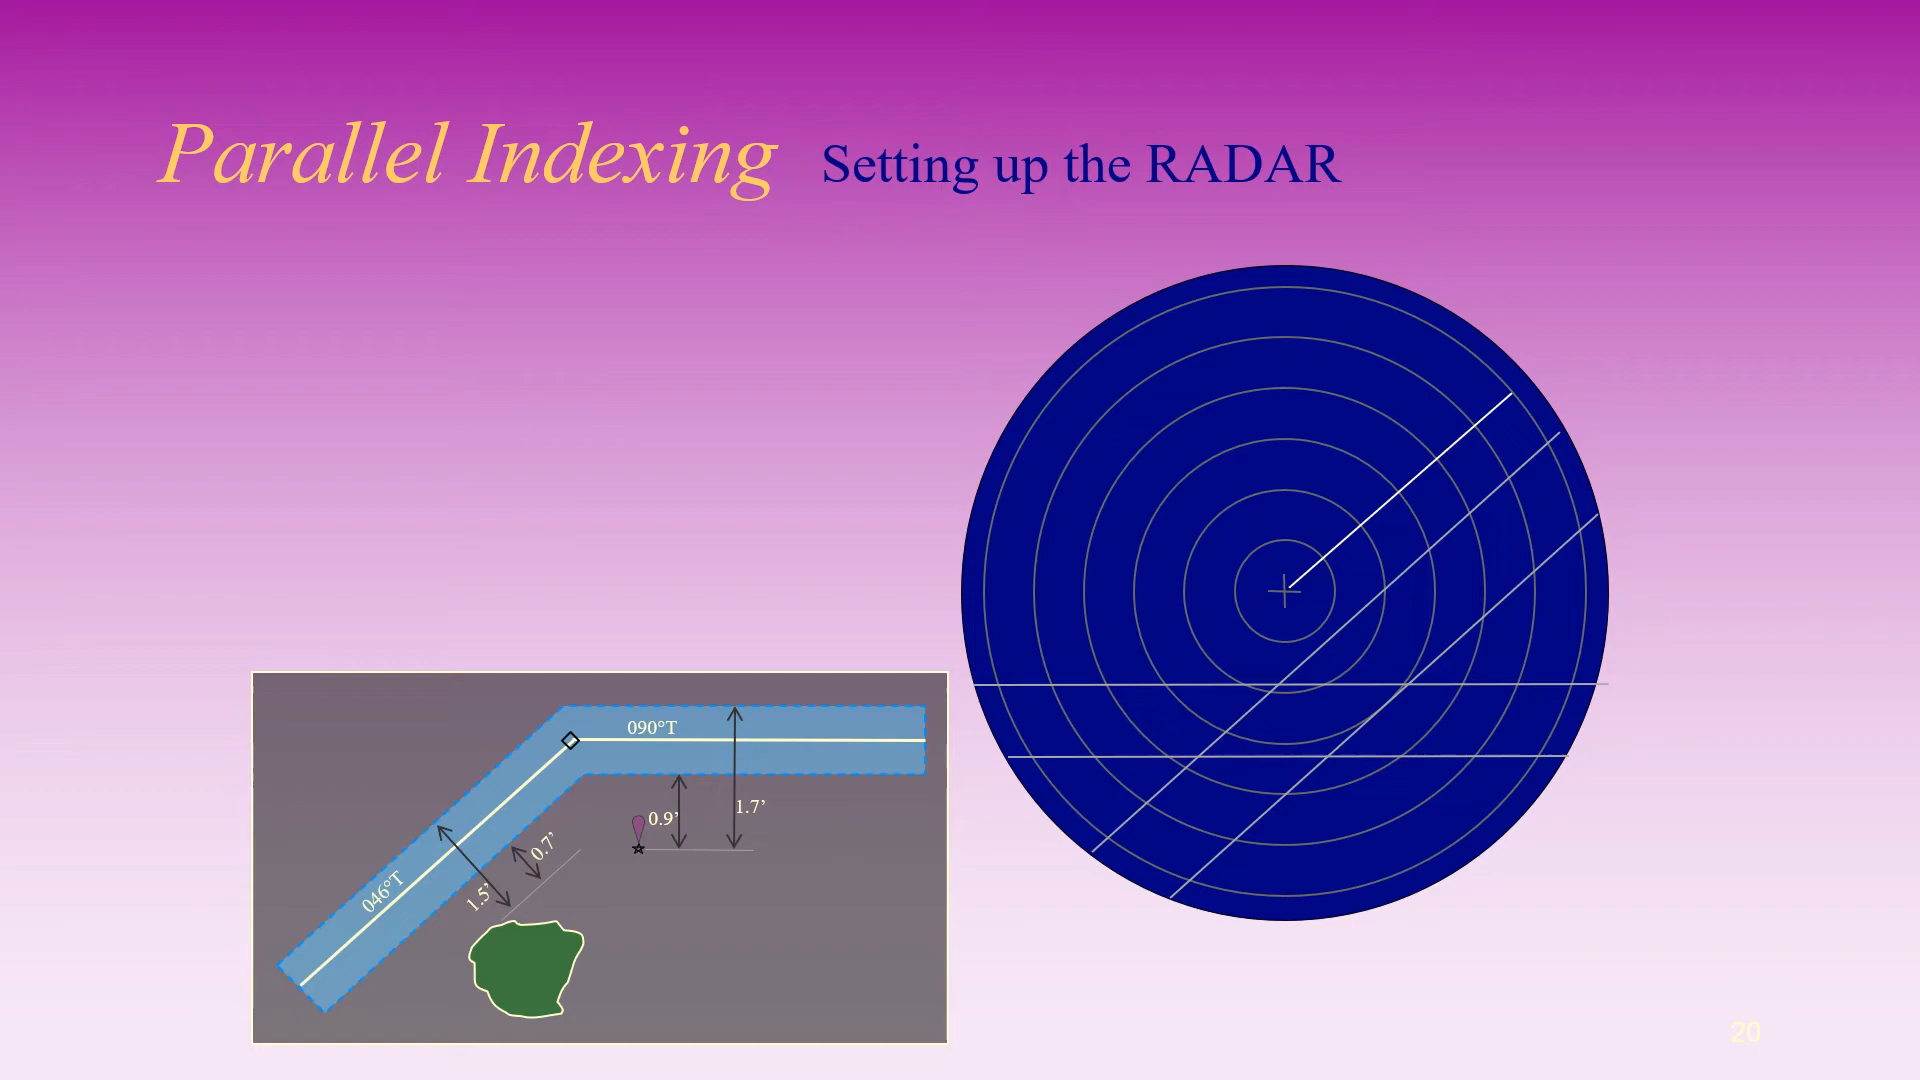 Parallel Indexing Setting up the RADAR
090°T
1.7’
0.9’
0.7’
046°T
1.5’
20